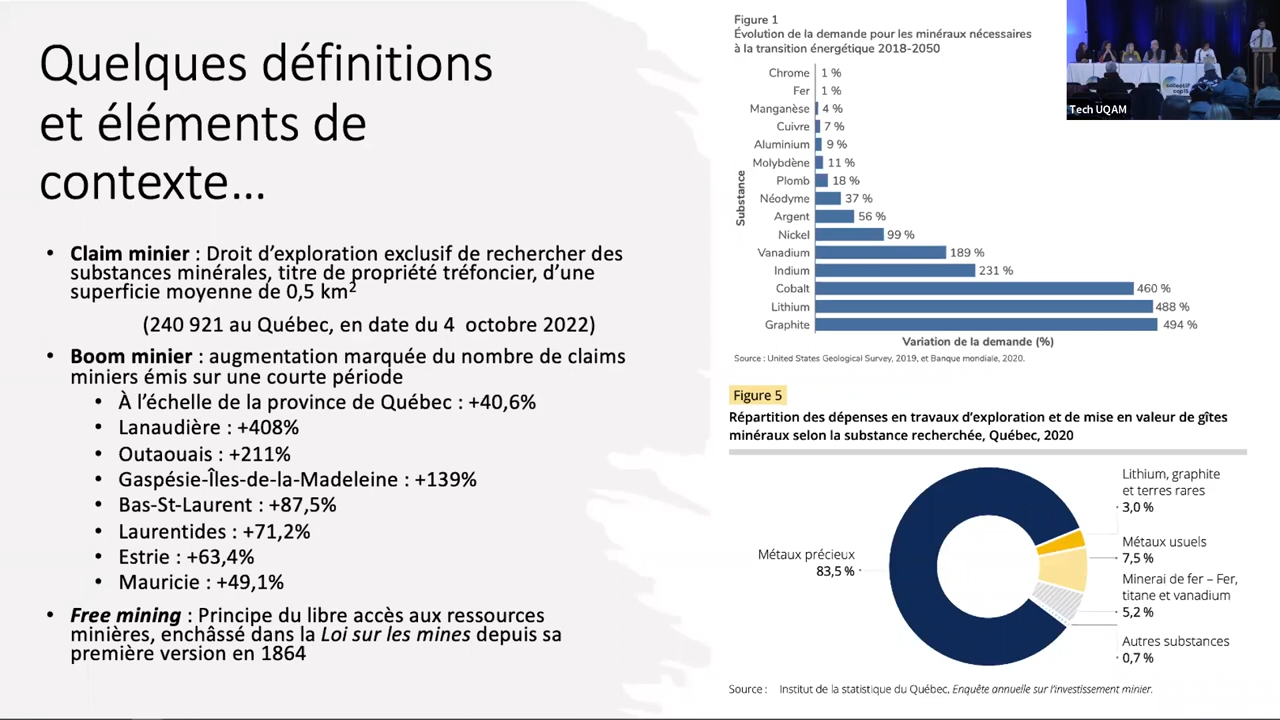 Quelques définitions
et éléments de
contexte...
• Claim minier : Droit d'exploration exclusif de rechercher des
substances minérales, titre de propriété tréfoncier, d'une
superficie moyenne de 0,5 km²
(240 921 au Québec, en date du 4 octobre 2022)
• Boom minier : augmentation marquée du nombre de claims
miniers émis sur une courte période
• À l'échelle de la province de Québec : +40,6%
• Lanaudière : +408%
• Outaouais : +211%
• Gaspésie-Îles-de-la-Madeleine : +139%
• Bas-St-Laurent : +87,5%
• Laurentides : +71,2%
• Estrie : +63,4%
• Mauricie : +49,1%
• Free mining : Principe du libre accès aux ressources
minières, enchâssé dans la Loi sur les mines depuis sa
première version en 1864
Figure 1
Évolution de la demande pour les minéraux nécessaires
à la transition énergétique 2018-2050
Substance
Chrome 1 %
Fer 1 %
Manganèse 4 %
Cuivre 7 %
Aluminium 9 %
Molybdène 11 %
Plomb 18 %
Néodyme 37 %
Argent 56 %
Nickel 99 %
Vanadium 189 %
Indium 231 %
Cobalt 460 %
Lithium 488 %
Graphite 494 %
Variation de la demande (%)
Source : United States Geological Survey, 2019, et Banque mondiale, 2020.
Figure 5
Répartition des dépenses en travaux d'exploration et de mise en valeur de gîtes
minéraux selon la substance recherchée, Québec, 2020
Métaux précieux
83,5 %
Lithium, graphite
et terres rares
3,0 %
Métaux usuels
7,5 %
Minerai de fer – Fer,
titane et vanadium
5,2 %
Autres substances
0,7 %
Source : Institut de la statistique du Québec, Enquête annuelle sur l'investissement minier.
collectif
cop15
Tech UQAM